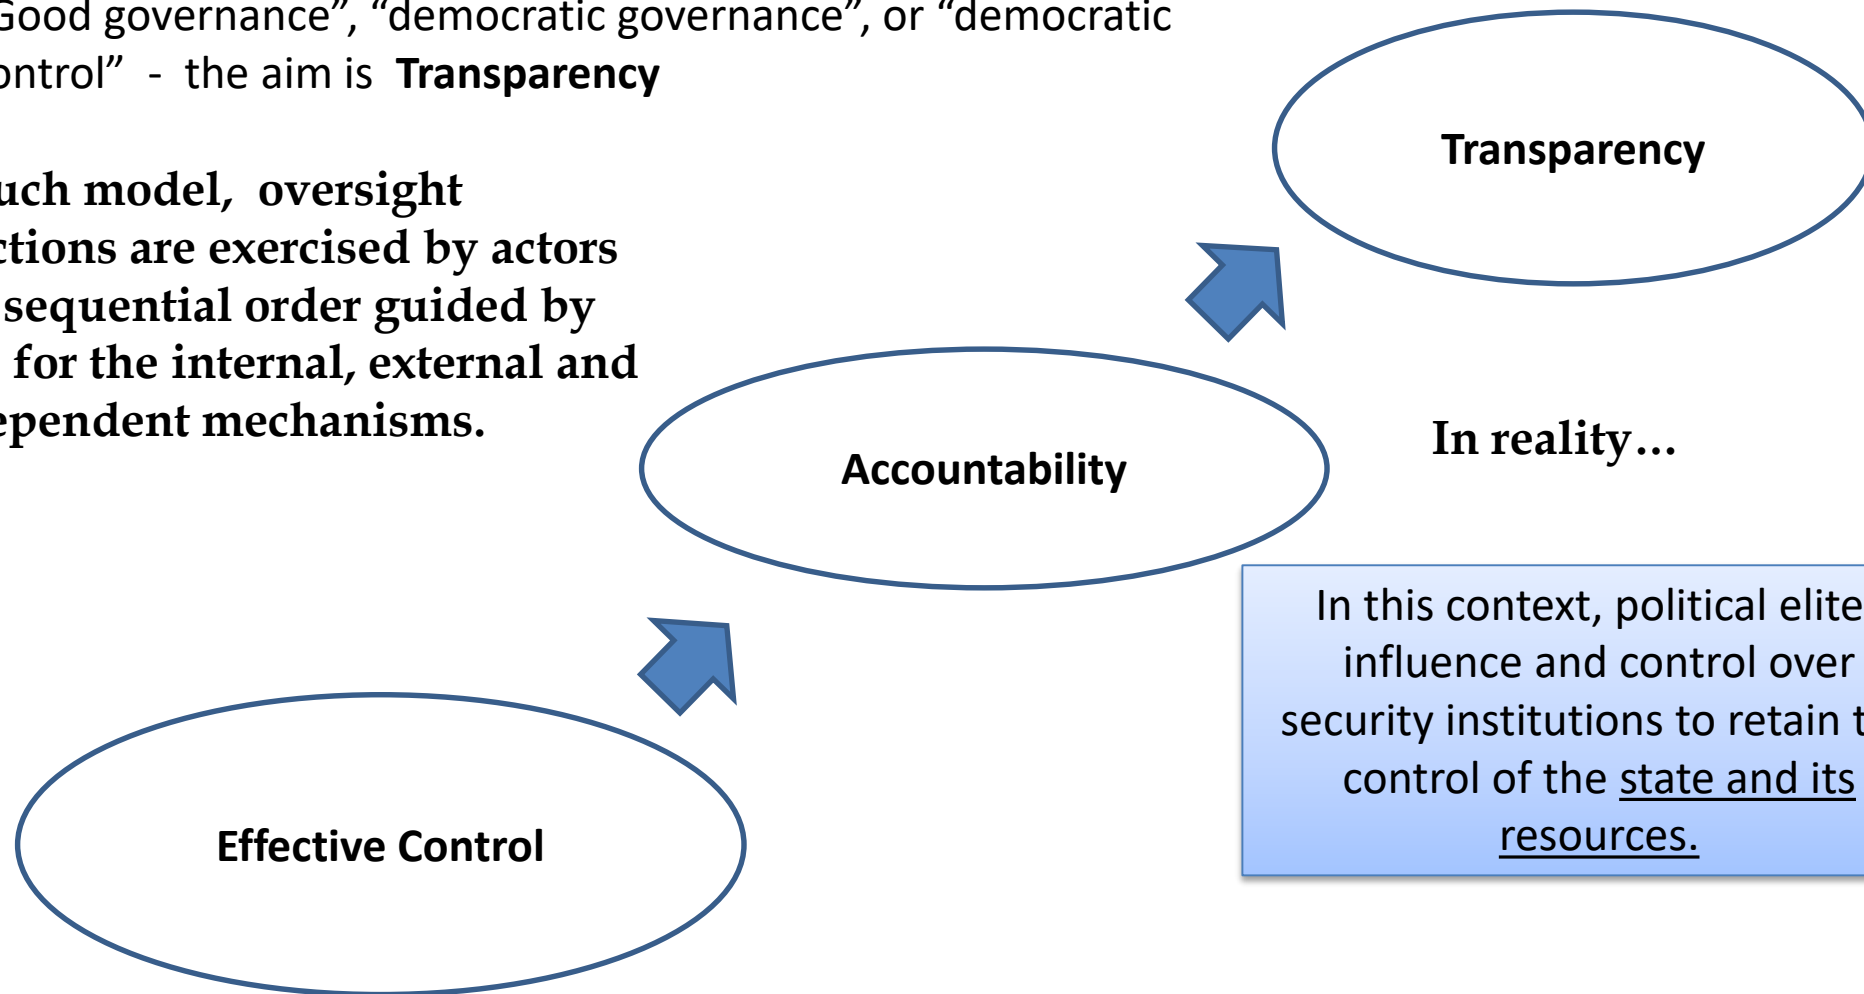 Good governance”, “democratic governance”, or “democratic
ontrol” - the aim is Transparency
uch model, oversight
ctions are exercised by actors
sequential order guided by
for the internal, external and
ependent mechanisms.
Transparency
Accountability
In reality…
In this context, political elite
influence and control over
security institutions to retain t
control of the state and its
resources.
Effective Control